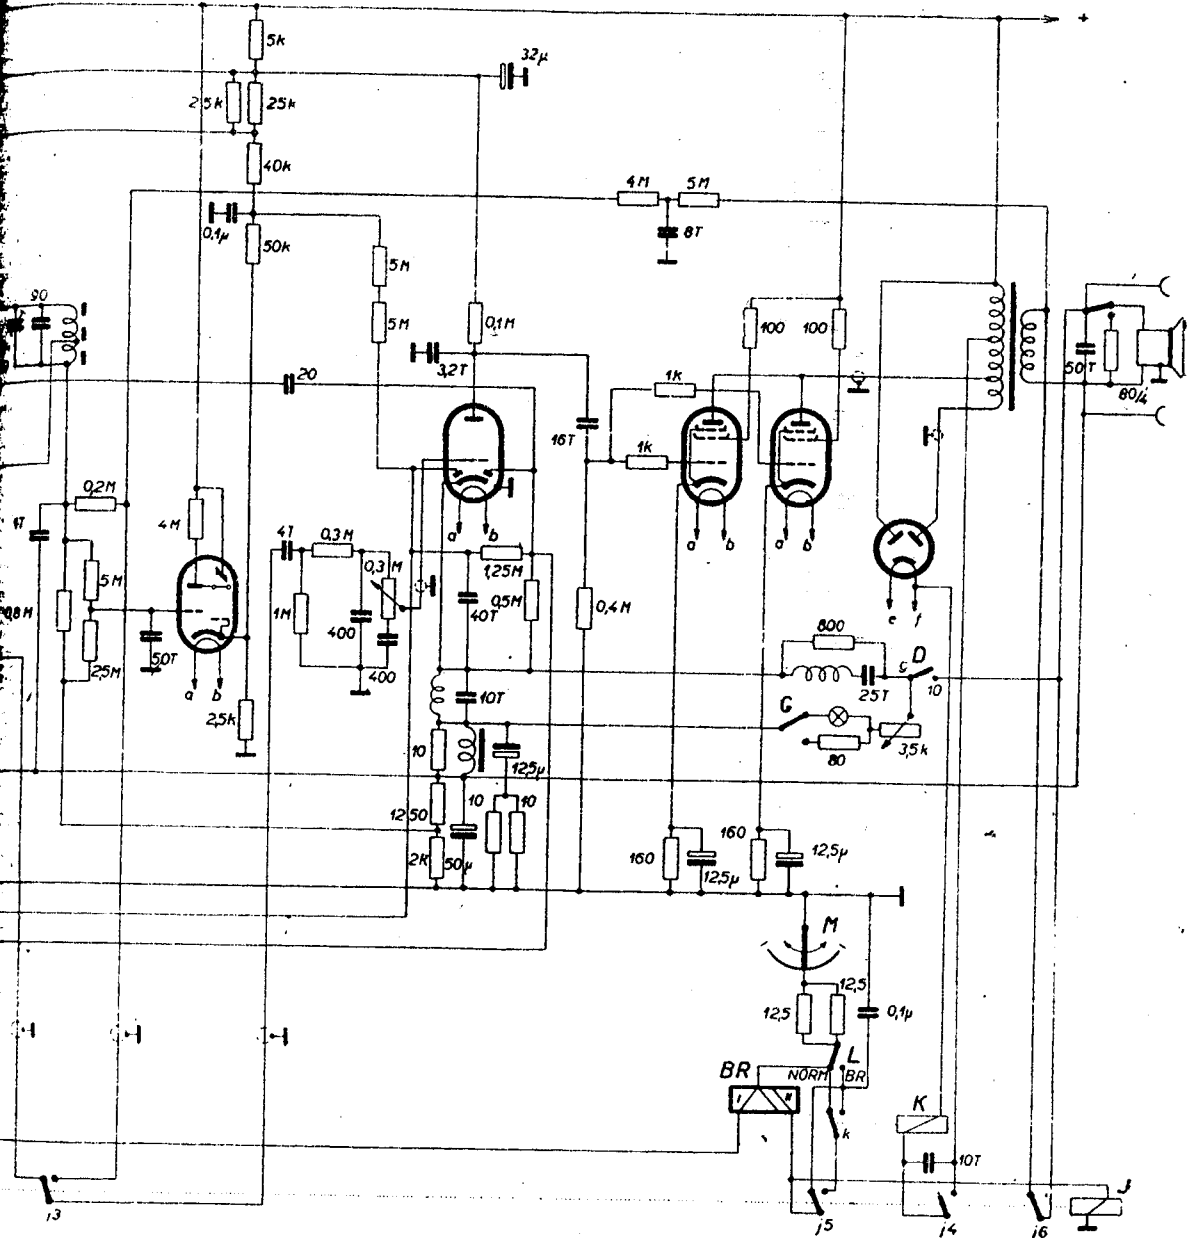 +
5k
32μ
2,5k
25k
40k
4M
5M
0,1μ
50k
8T
5M
90
5M
0,1M
100
100
3,2T
50T
20
1k
80/4
16T
1k
0,2M
4T
4M
a
b
a
b
a
b
0,3M
0,3M
1,25M
5M
0,8M
1M
400
40T
0,5M
0,4M
e
f
50T
800
2,5M
400
D
a
b
10T
25T
10
G
2,5k
3,5k
10
12,5μ
80
1250
10
10
160
160
2K
50μ
12,5μ
12,5μ
M
12,5
12,5
0,1μ
BR
L
NORM
BR
I
II
K
k
10T
J
j3
j5
j4
j6